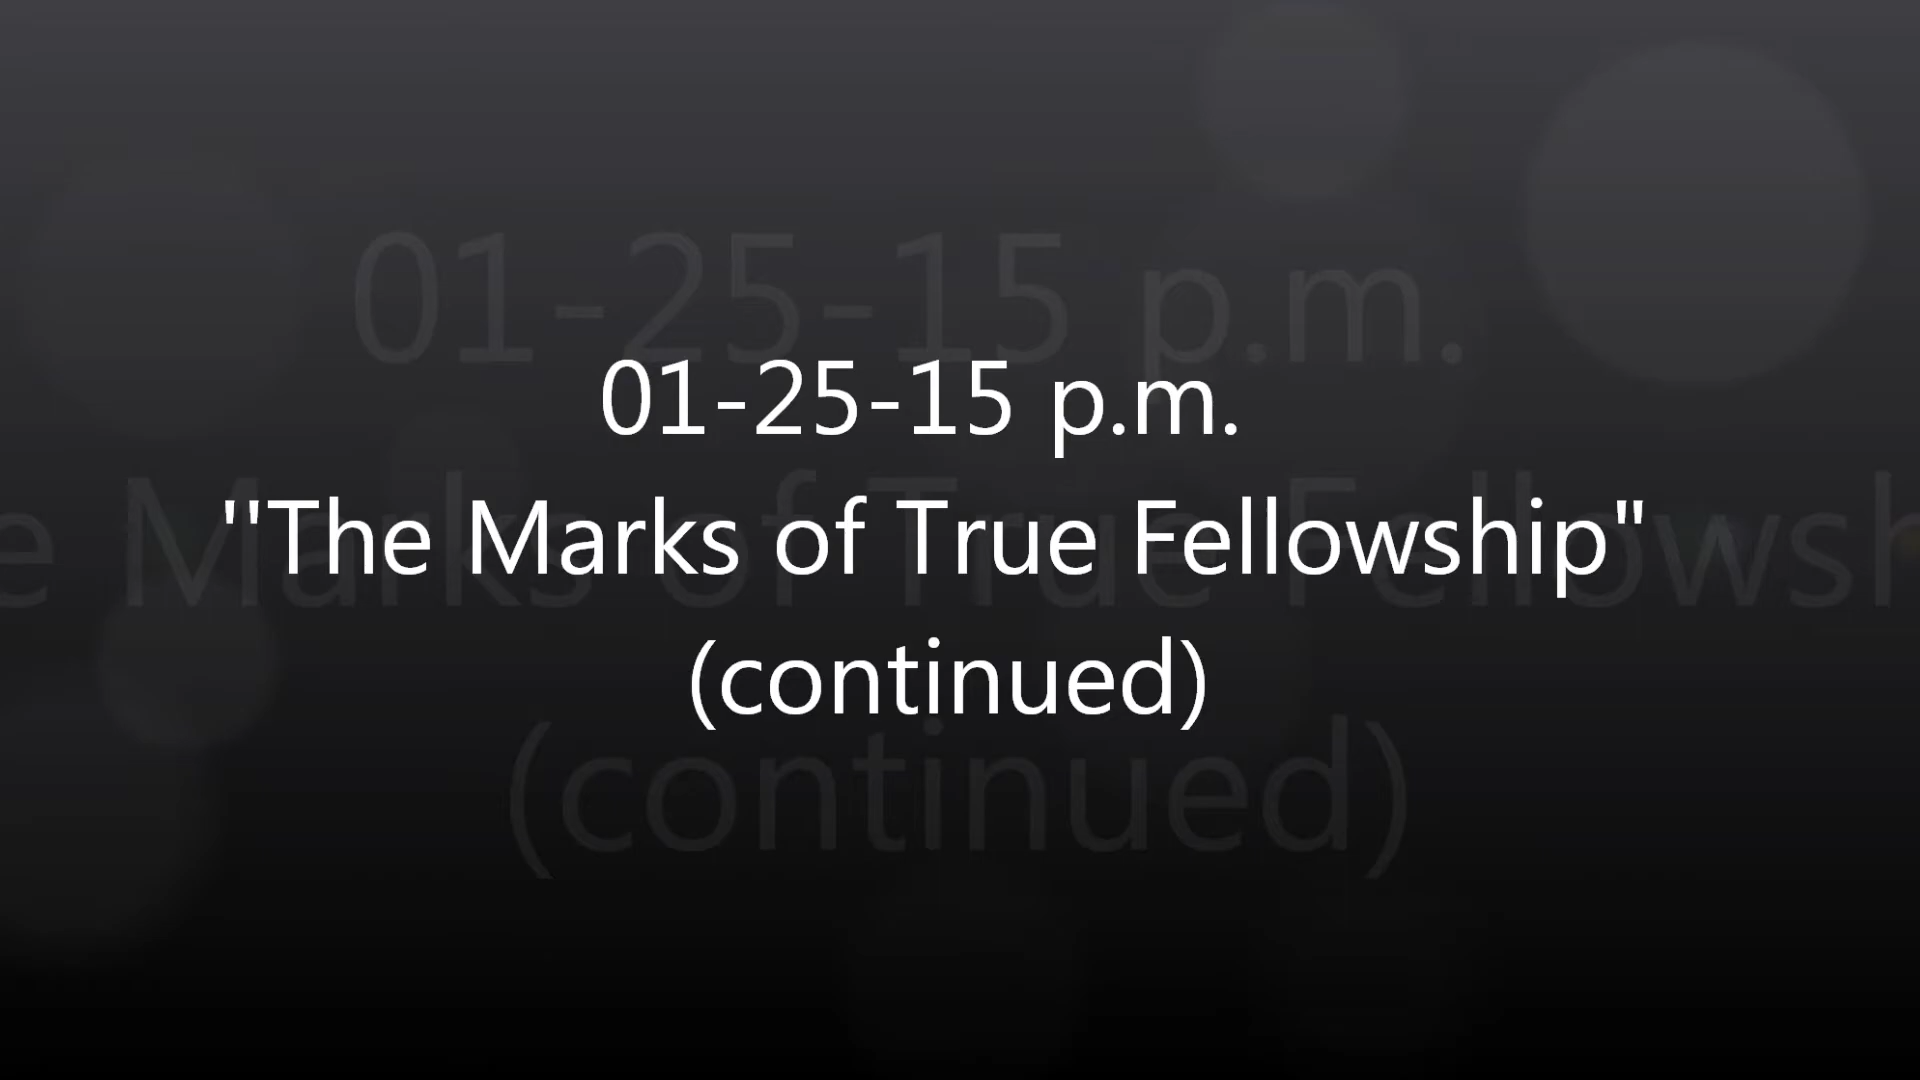 01-25-15 p.m.
''The Marks of True Fellowship"
(continued)